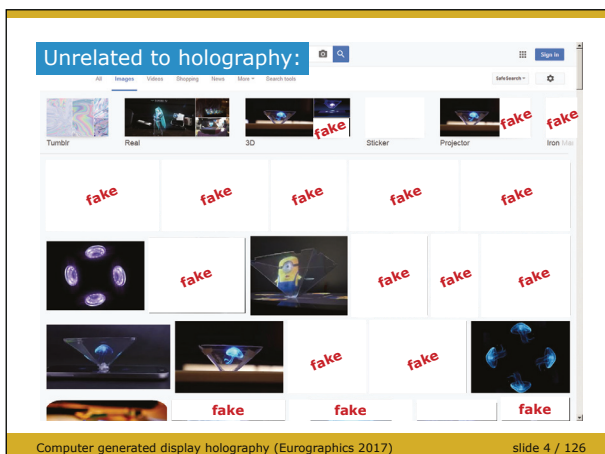 Unrelated to holography:
Sign in
All Images Videos Shopping News More Search tools
SafeSearch
fake fake fake
Tumblr Real 3D Sticker Projector Iron Man
fake fake fake fake fake
fake fake fake fake
fake fake
fake fake fake
Computer generated display holography (Eurographics 2017) slide 4 / 126